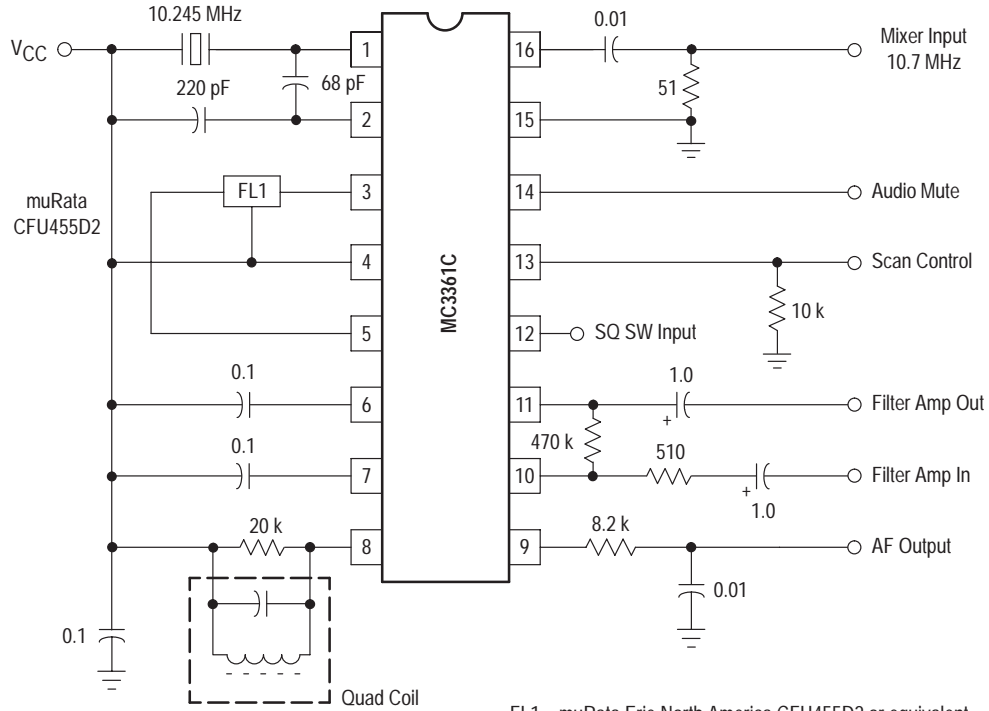 10.245 MHz
VCC
220 pF
68 pF
muRata
CFU455D2
FL1
0.1
0.1
20 k
0.1
Quad Coil
1
2
3
4
5
6
7
8
MC3361C
16
15
14
13
12
11
10
9
0.01
Mixer Input
10.7 MHz
51
Audio Mute
Scan Control
10 k
SQ SW Input
1.0
+
Filter Amp Out
470 k
510
+
1.0
Filter Amp In
8.2 k
AF Output
0.01